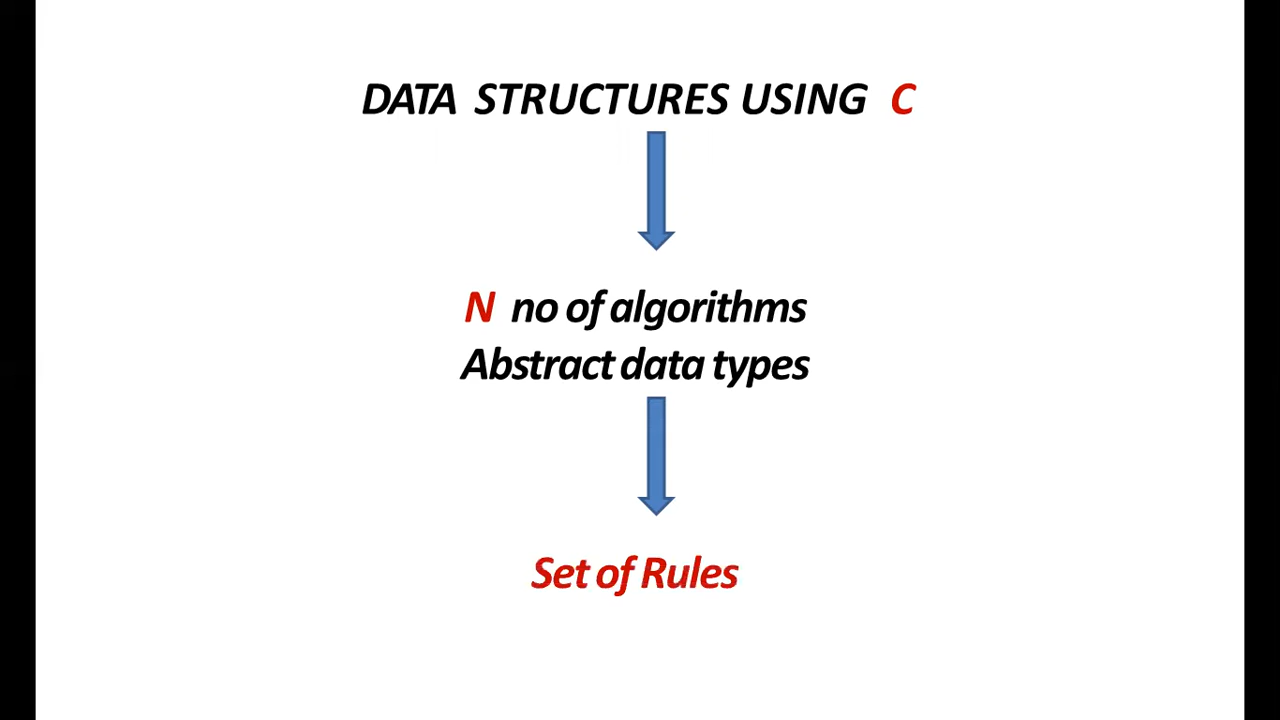 DATA STRUCTURES USING C
N no of algorithms
Abstract data types
Set of Rules